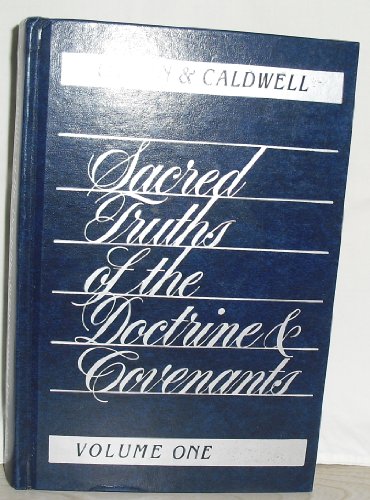 & CALDWELL
Sacred
Truths
of the
Doctrine &
Covenants
VOLUME ONE